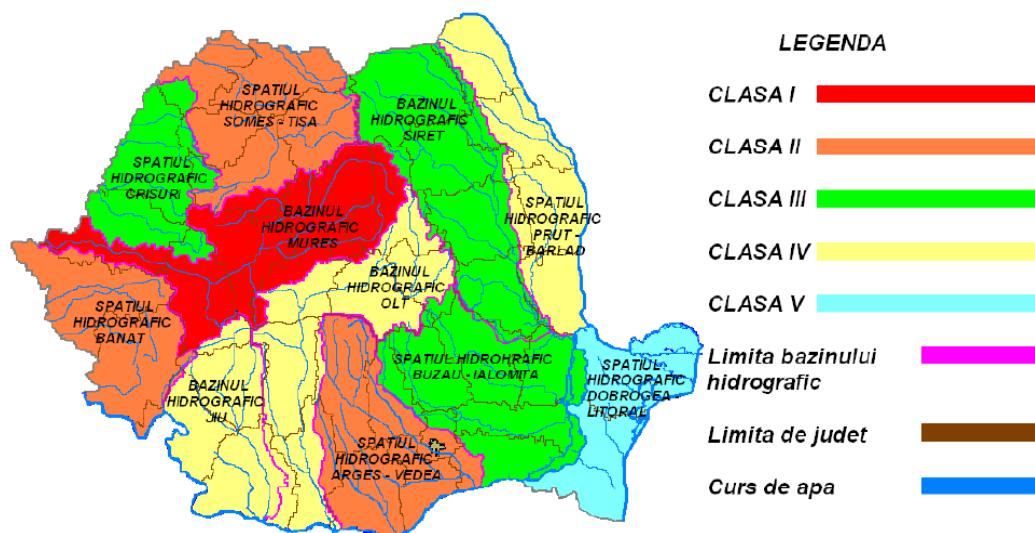 SPATIUL
HIDROGRAFIC
SOMES - TISA
BAZINUL
HIDROGRAFIC
SIRET
SPATIUL
HIDROGRAFIC
CRISURI
SPATIUL
HIDROGRAFIC
PRUT -
BARLAD
BAZINUL
HIDROGRAFIC
MURES
BAZINUL
HIDROGRAFIC
OLT
SPATIUL
HIDROGRAFIC
BANAT
SPATIUL HIDROHRAFIC
BUZAU - IALOMITA
SPATIUL
HIDROGRAFIC
DOBROGEA -
LITORAL
BAZINUL
HIDROGRAFIC
JIU
SPATIUL
HIDROGRAFIC
ARGES - VEDEA
LEGENDA
CLASA I
CLASA II
CLASA III
CLASA IV
CLASA V
Limita bazinului
hidrografic
Limita de judet
Curs de apa